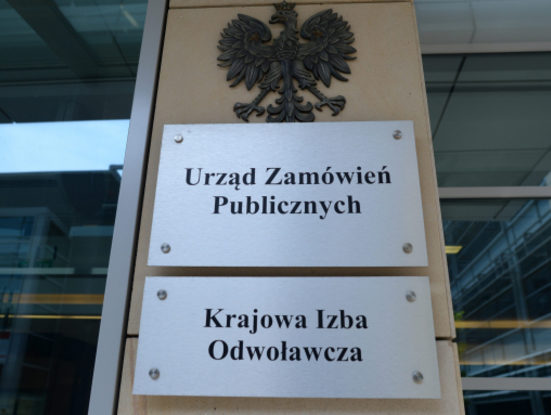 Urząd Zamówień
Publicznych
Krajowa Izba
Odwoławcza